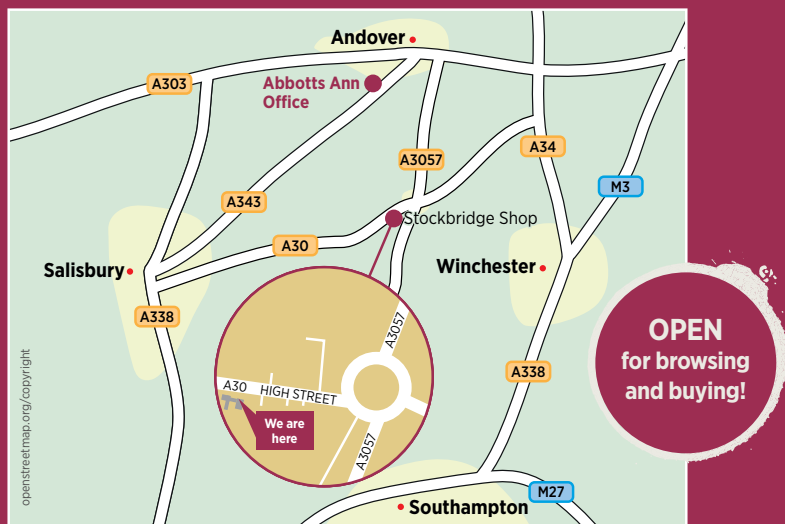 Andover
A303
Abbotts Ann
Office
A34
A3057
M3
A343
Stockbridge Shop
A30
Salisbury
Winchester
A338
A3057
OPEN
for browsing
and buying!
A338
A30 HIGH STREET
We are
here
A3057
M27
Southampton
openstreetmap.org/copyright